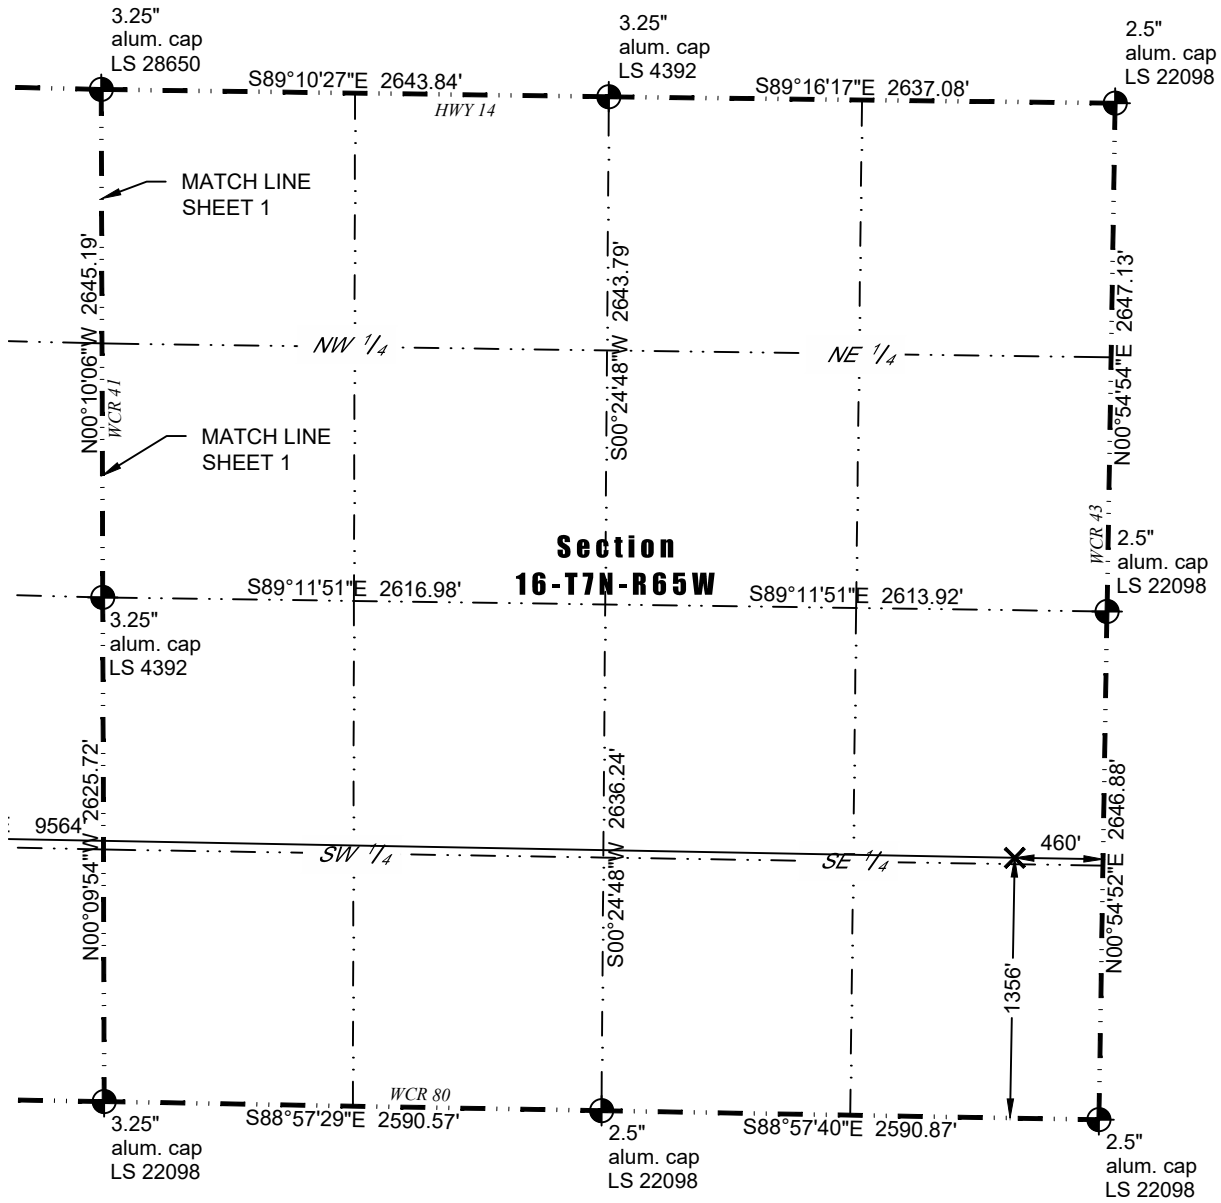 3.25"
alum. cap
LS 28650
3.25"
alum. cap
LS 4392
2.5"
alum. cap
LS 22098
S89°10'27"E 2643.84'
HWY 14
S89°16'17"E 2637.08'
MATCH LINE
SHEET 1
N00°10'06"W 2645.19'
WCR 41
S00°24'48"W 2643.79'
N00°54'54"E 2647.13'
NW 1/4
NE 1/4
MATCH LINE
SHEET 1
WCR 43
Section
16-T7N-R65W
2.5"
alum. cap
LS 22098
S89°11'51"E 2616.98'
S89°11'51"E 2613.92'
3.25"
alum. cap
LS 4392
N00°09'54"W 2625.72'
S00°24'48"W 2636.24'
N00°54'52"E 2646.88'
9564'
SW 1/4
SE 1/4
460'
1356'
WCR 80
S88°57'29"E 2590.57'
S88°57'40"E 2590.87'
3.25"
alum. cap
LS 22098
2.5"
alum. cap
LS 22098
2.5"
alum. cap
LS 22098